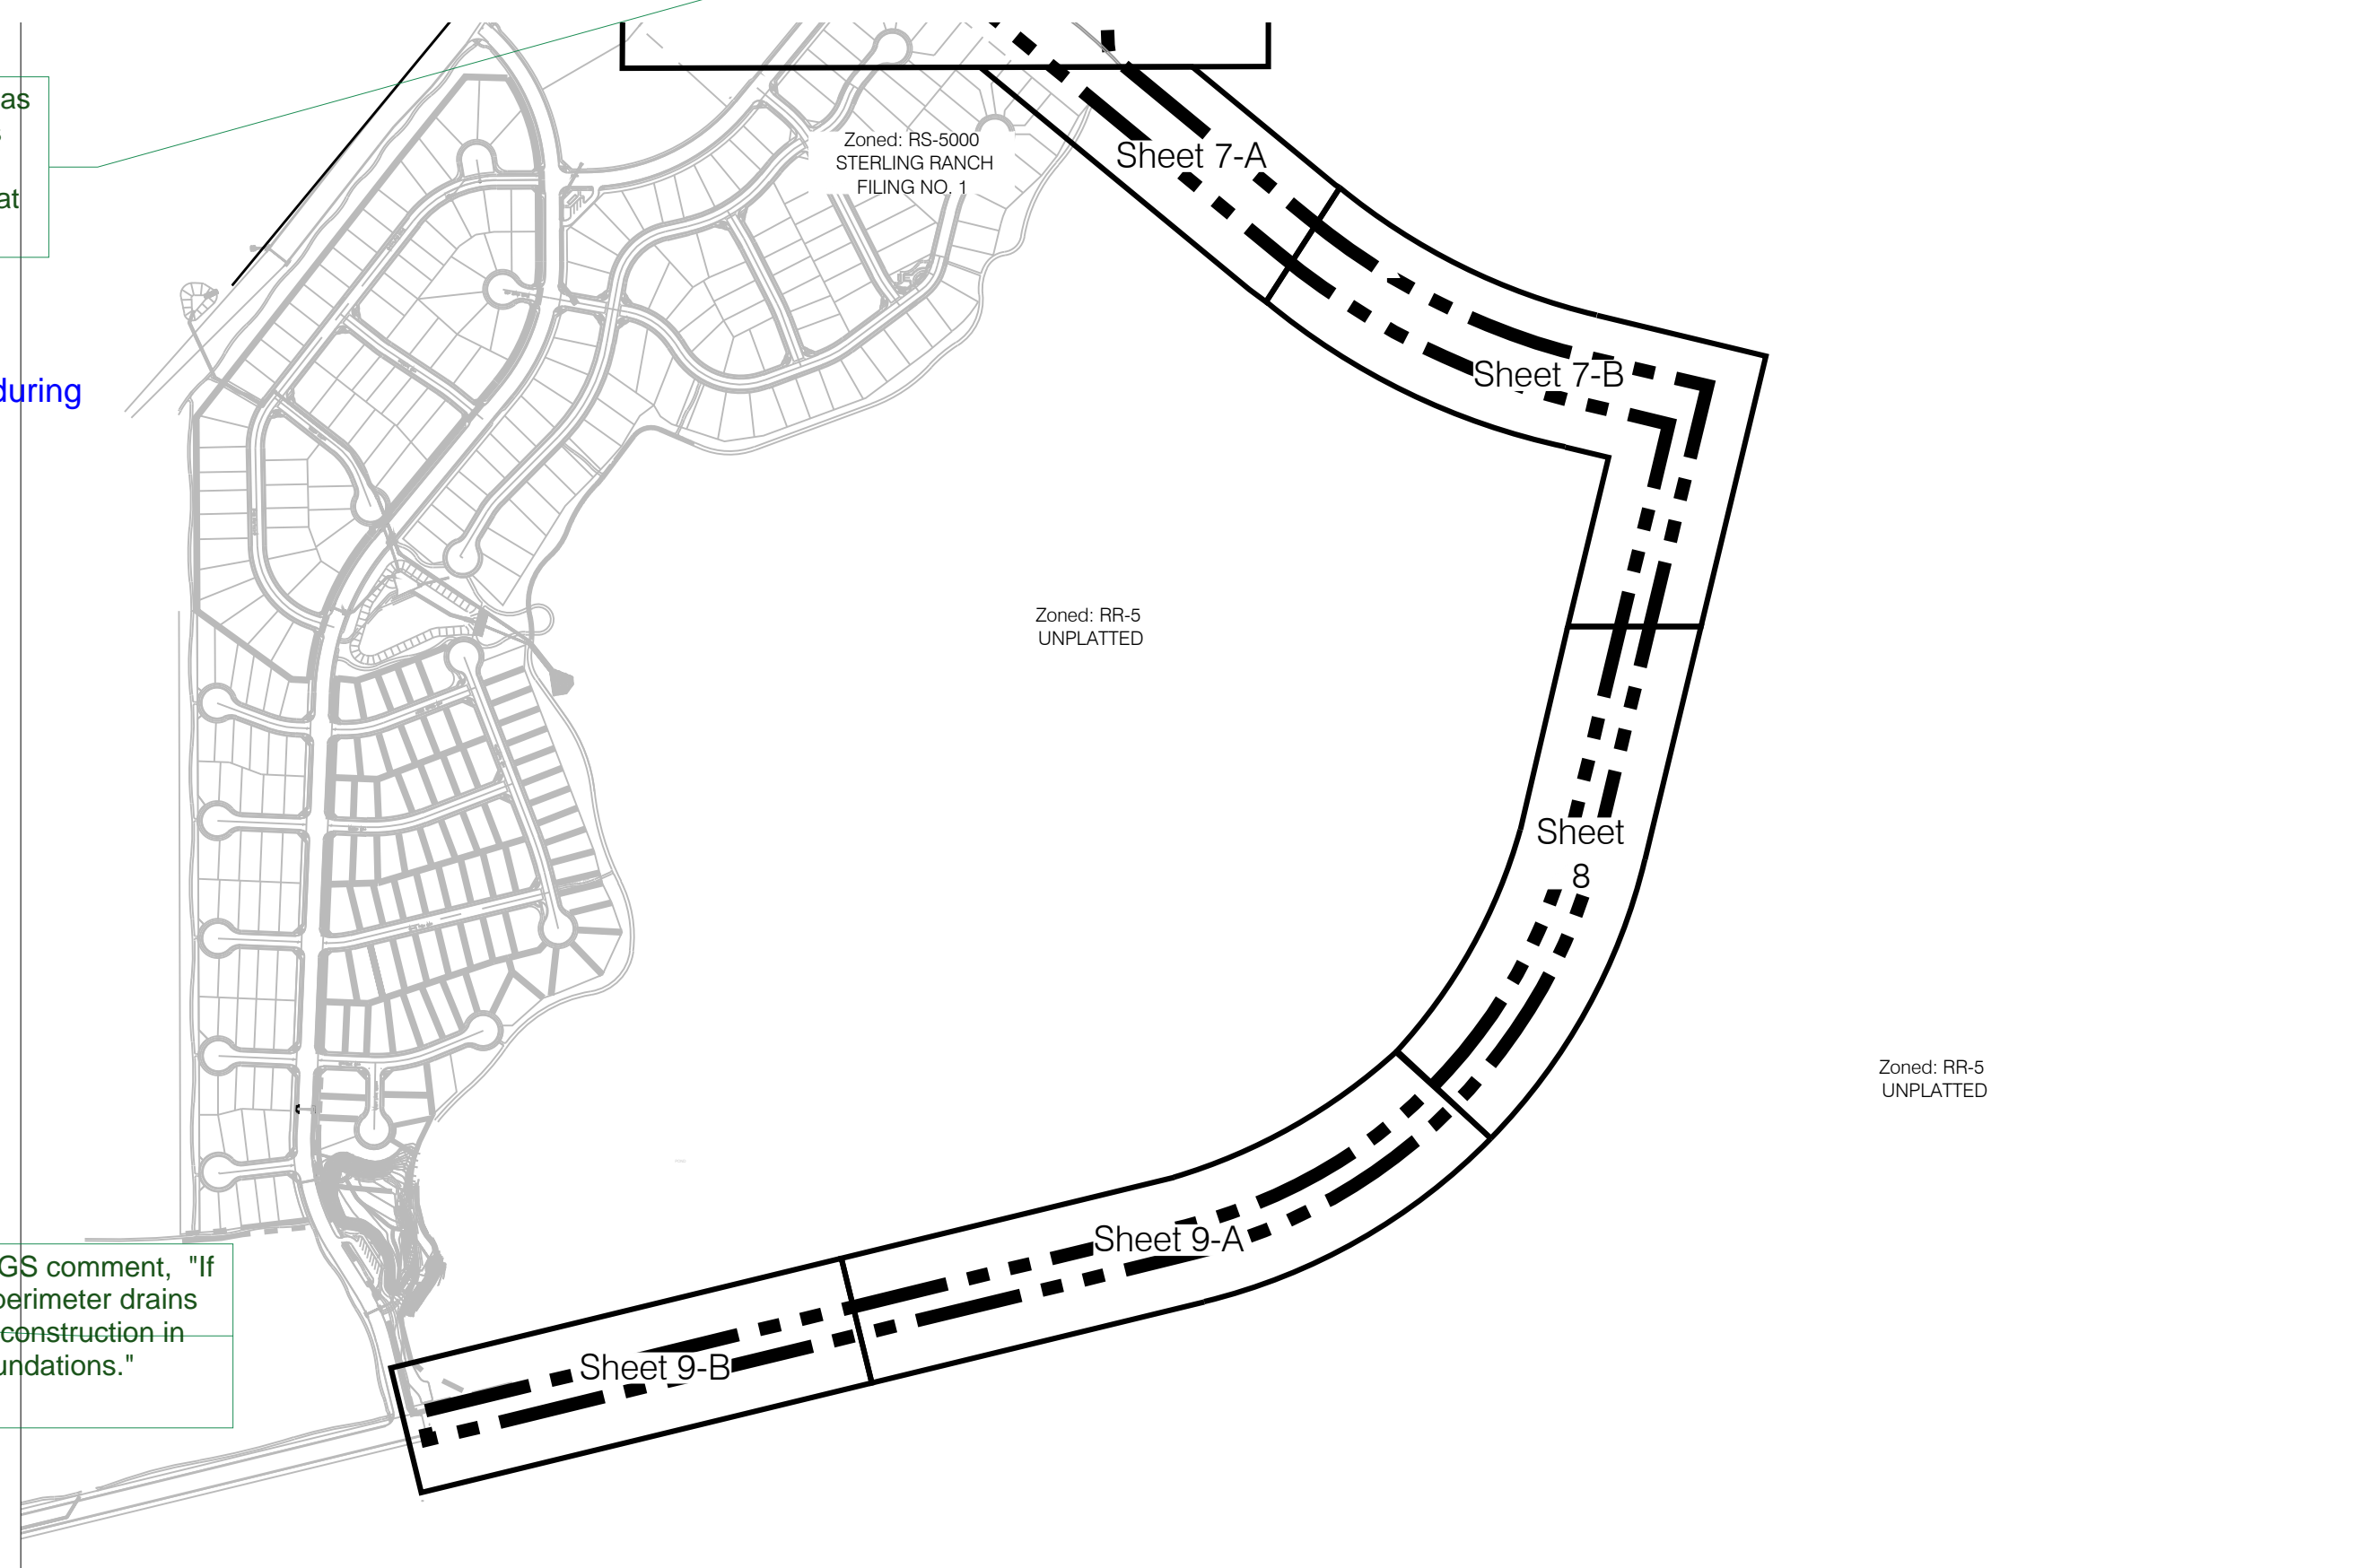 as
at
during
Zoned: RS-5000
STERLING RANCH
FILING NO. 1
Sheet 7-A
Sheet 7-B
Zoned: RR-5
UNPLATTED
Sheet
8
Zoned: RR-5
UNPLATTED
Sheet 9-A
Sheet 9-B
GS comment, "If
perimeter drains
construction in
undations."